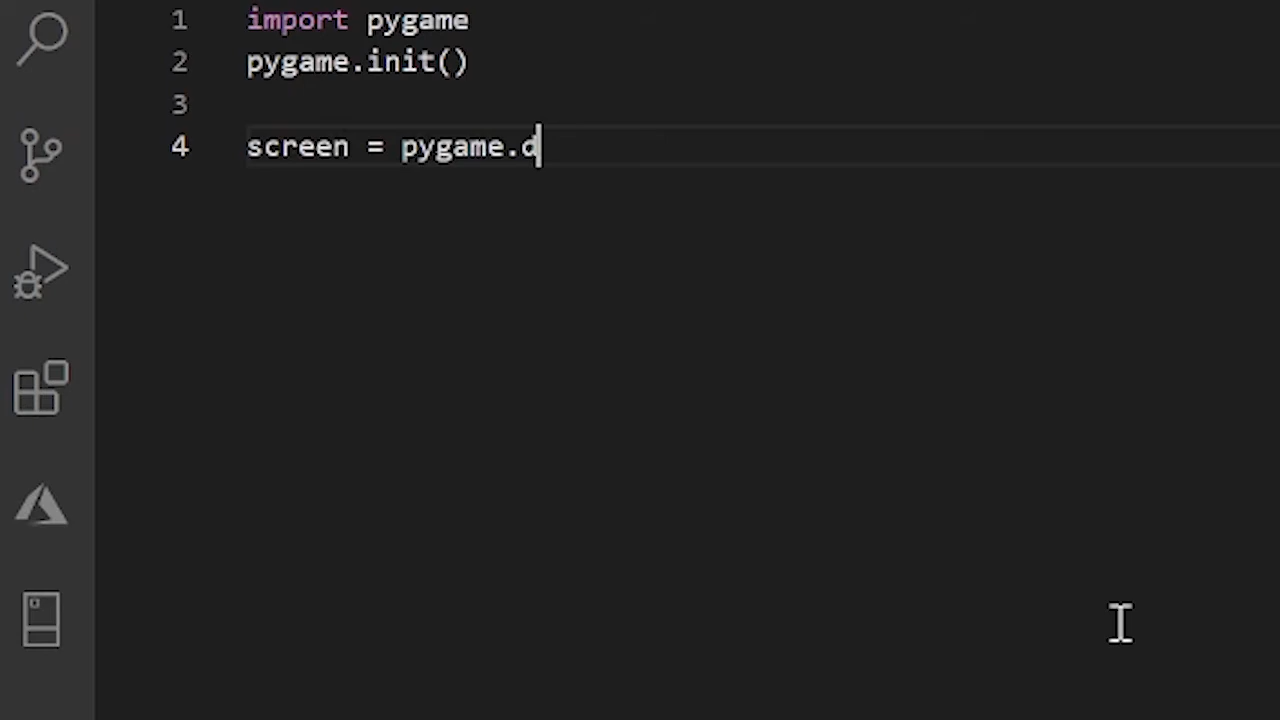 1 import pygame
2 pygame.init()
3
4 screen = pygame.d